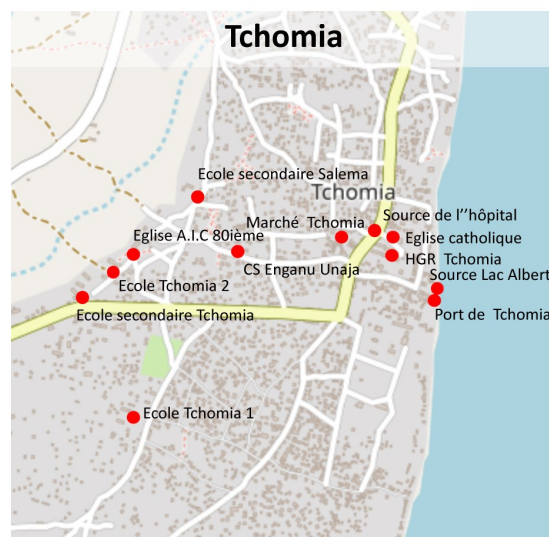 Tchomia
Ecole secondaire Salema
Tchomia
Marché  Tchomia
Source de l’’hôpital
Eglise A.I.C 80ième
Eglise catholique
CS Enganu Unaja
HGR  Tchomia
Ecole Tchomia 2
Source Lac Albert
Ecole secondaire Tchomia
Port de  Tchomia
Ecole Tchomia 1